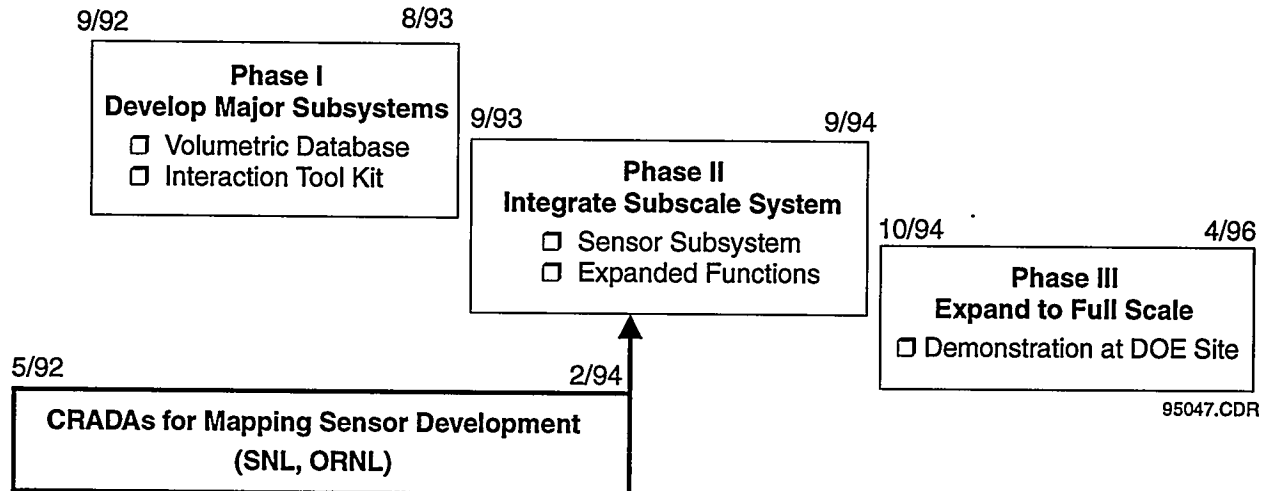 9/92 8/93
Phase I
Develop Major Subsystems
Volumetric Database
Interaction Tool Kit
9/93 9/94
Phase II
Integrate Subscale System
Sensor Subsystem
Expanded Functions
10/94 4/96
Phase III
Expand to Full Scale
Demonstration at DOE Site
95047.CDR
5/92 2/94
CRADAs for Mapping Sensor Development
(SNL, ORNL)